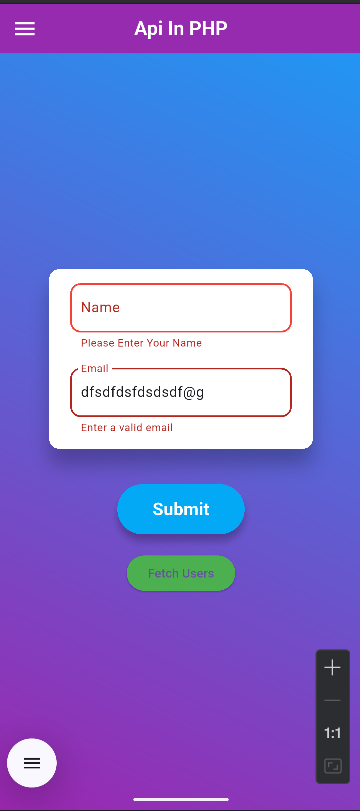 Api In PHP
Name
Please Enter Your Name
Email
dfsdfdsfdsdsdf@g
Enter a valid email
Submit
Fetch Users
1:1